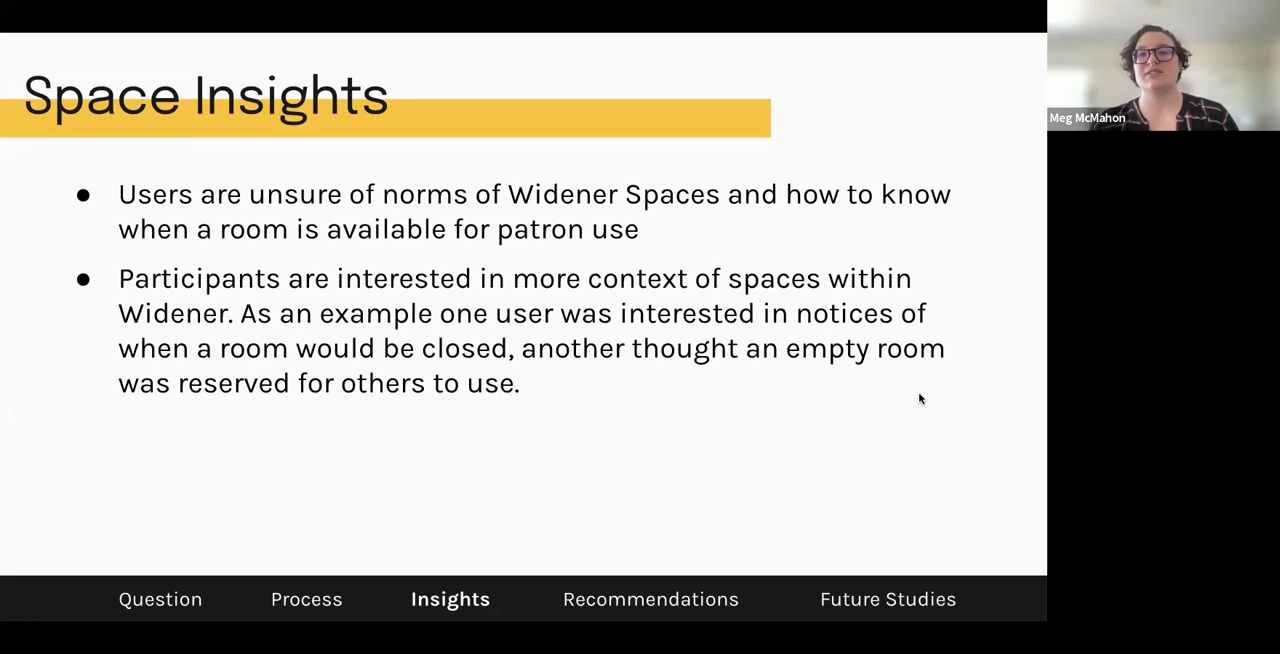 Space Insights
● Users are unsure of norms of Widener Spaces and how to know
when a room is available for patron use
● Participants are interested in more context of spaces within
Widener. As an example one user was interested in notices of
when a room would be closed, another thought an empty room
was reserved for others to use.
Question Process Insights Recommendations Future Studies
Meg McMahon